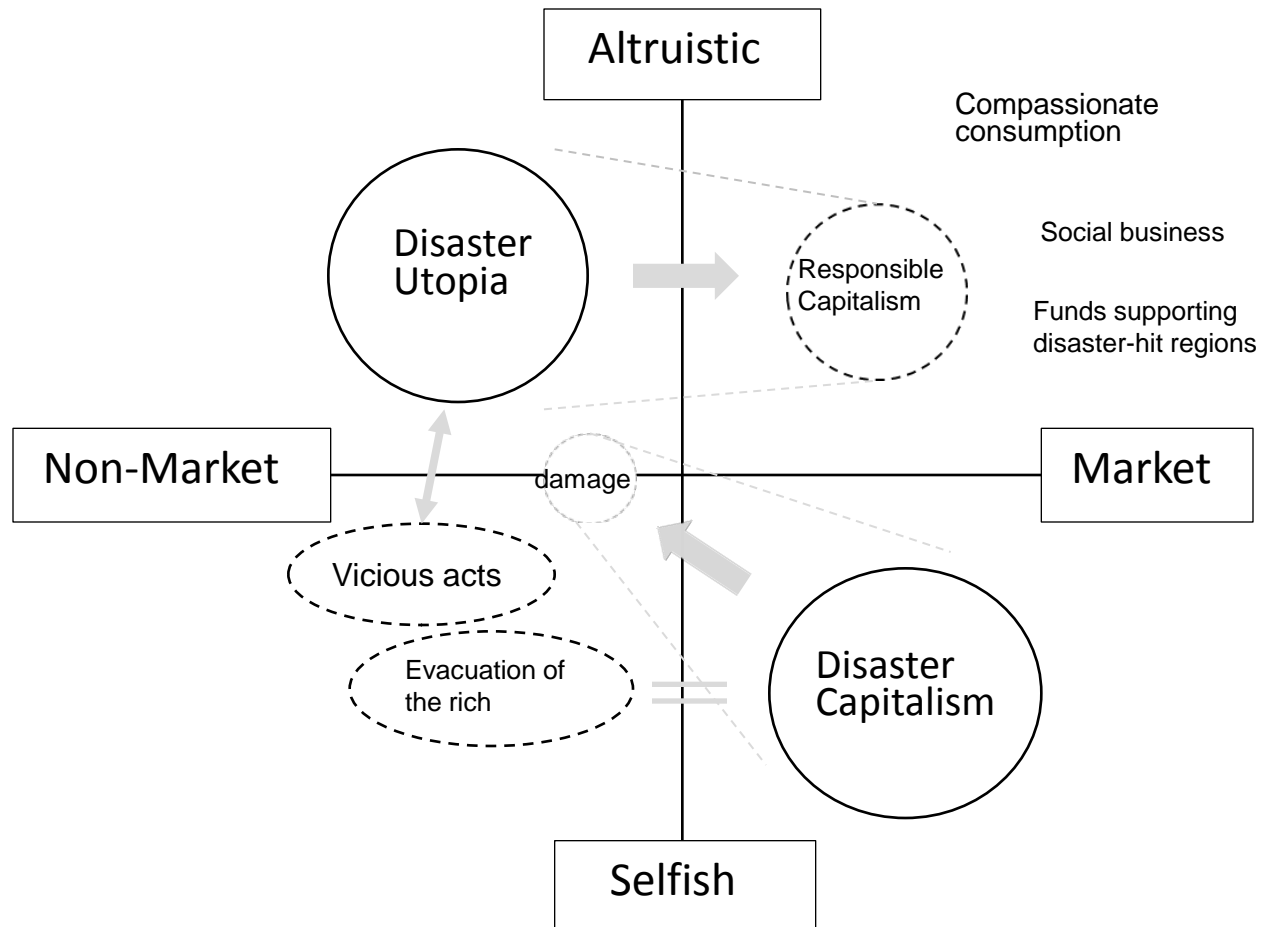 Altruistic
Compassionate
consumption
Disaster
Utopia
Social business
Responsible
Capitalism
Funds supporting
disaster-hit regions
Non-Market
damage
Market
Vicious acts
Evacuation of
the rich
Disaster
Capitalism
Selfish